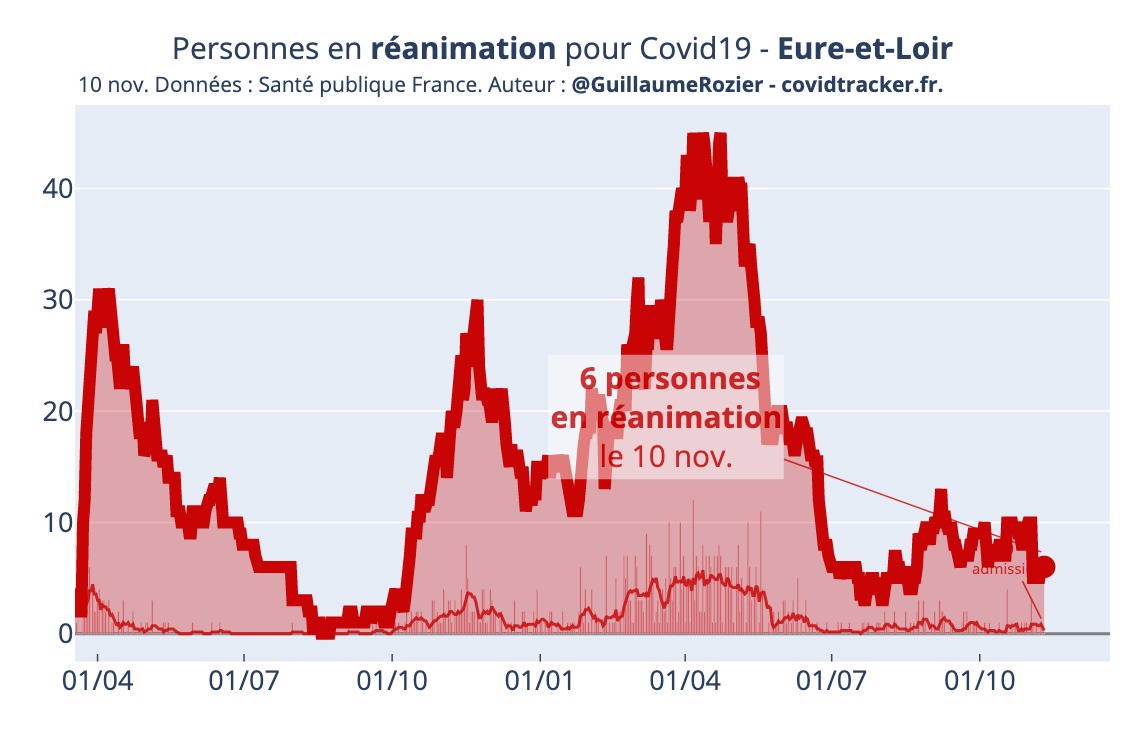 Personnes en réanimation pour Covid19 - Eure-et-Loir
10 nov. Données : Santé publique France. Auteur : @GuillaumeRozier - covidtracker.fr.
40
30
20
10
0
6 personnes
en réanimation
le 10 nov.
01/04
01/07
01/10
01/01
01/04
01/07
01/10